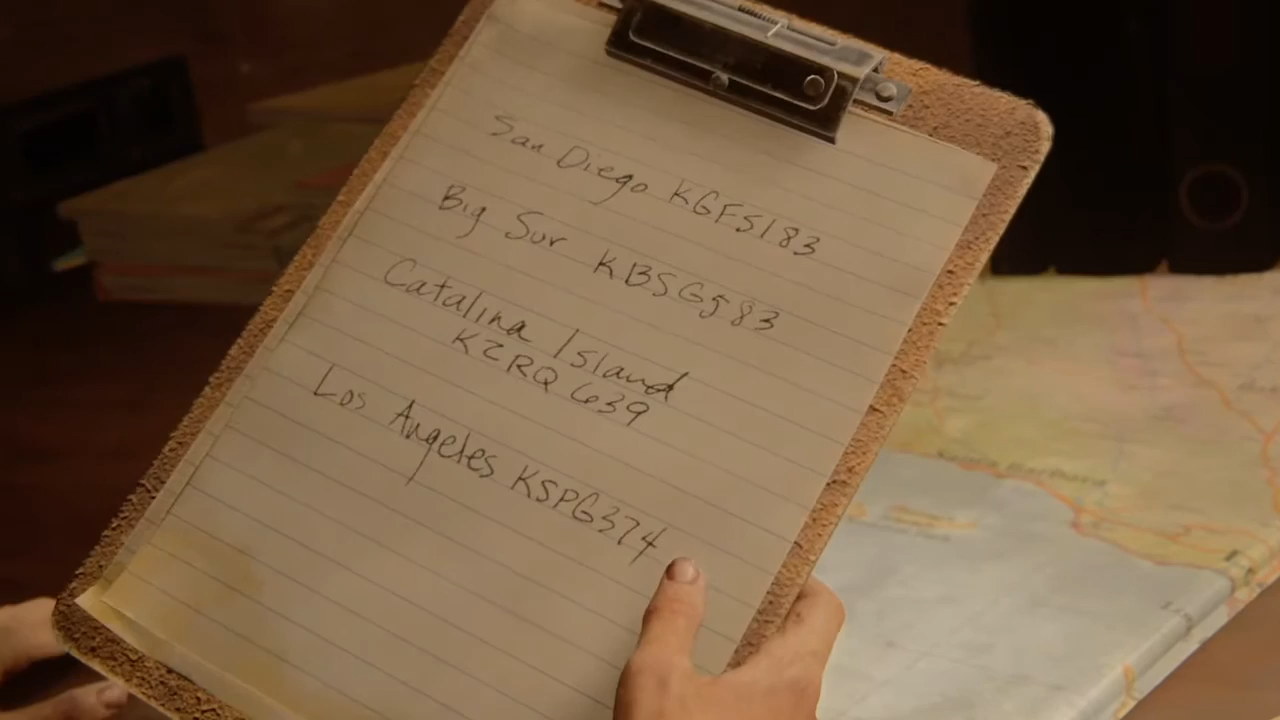 San Diego KGFS183
Big Sur KBSG583
Catalina Island
KZRQ639
Los Angeles KSPG374